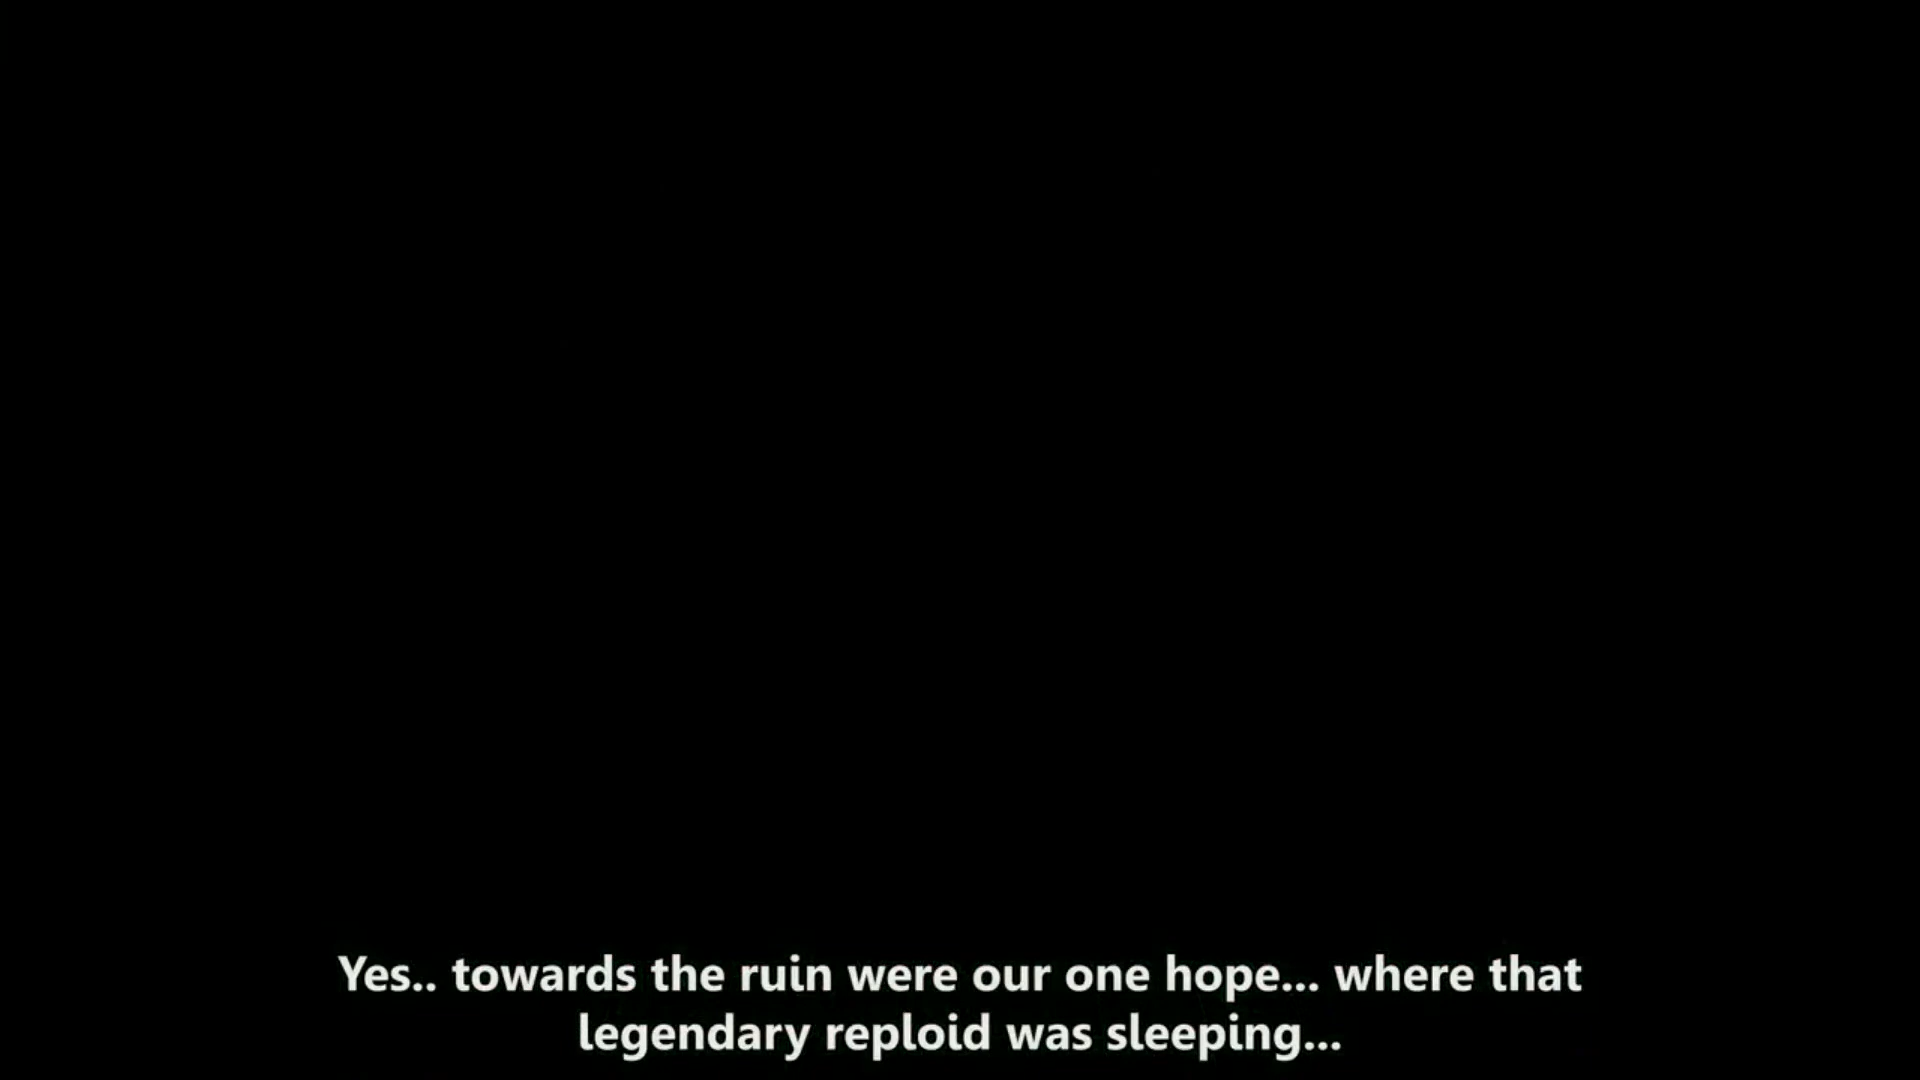 Yes.. towards the ruin were our one hope... where that
legendary reploid was sleeping...